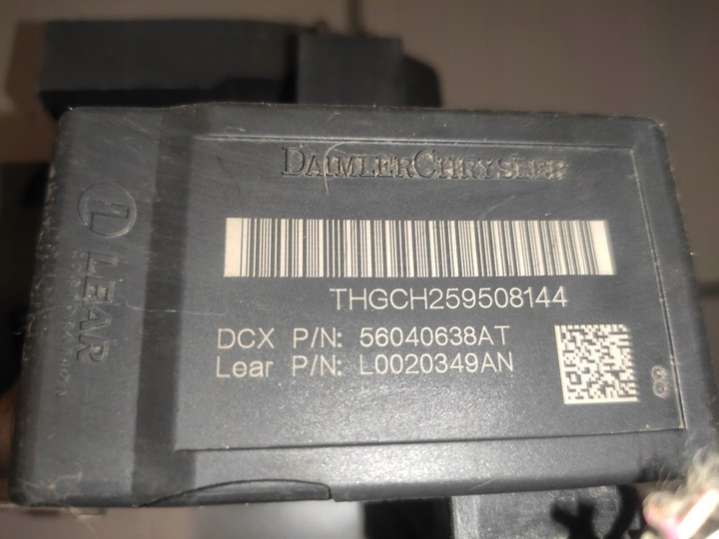 DAIMLERCHRYSLER
LEAR
THGCH259508144
DCX P/N: 56040638AT
Lear P/N: L0020349AN